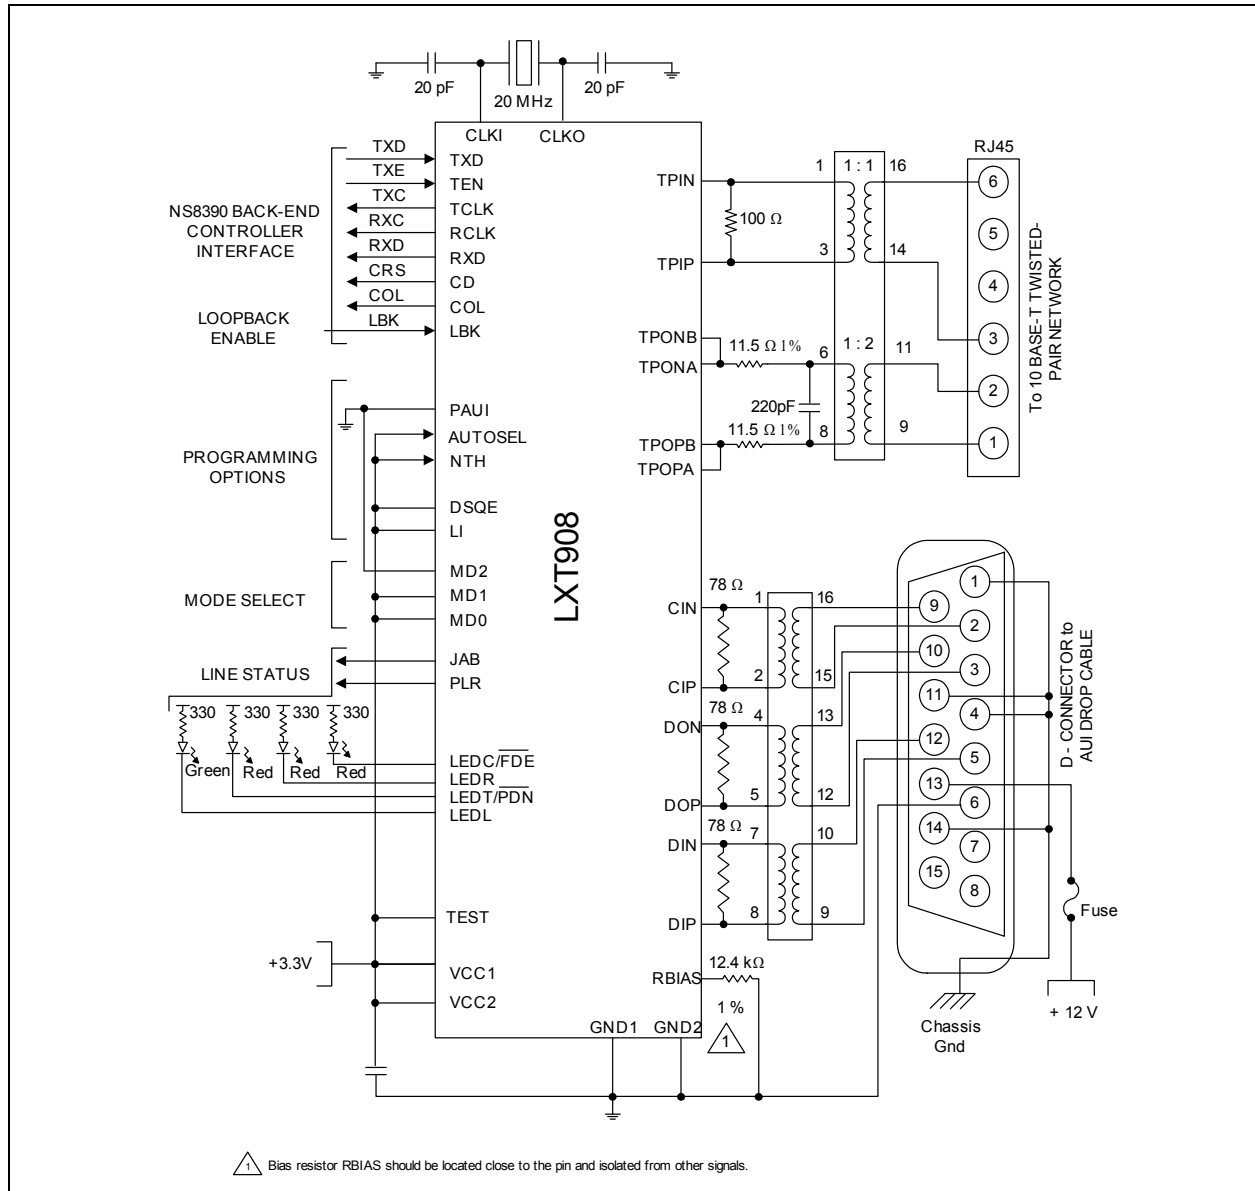 20 pF
20 MHz
20 pF
CLKI
CLKO
NS8390 BACK-END
CONTROLLER
INTERFACE
LOOPBACK
ENABLE
TXD
TXE
TXC
RXC
RXD
CRS
COL
LBK
TXD
TEN
TCLK
RCLK
RXD
CD
COL
LBK
PROGRAMMING
OPTIONS
PAUI
AUTOSEL
NTH
DSQE
LI
MODE SELECT
MD2
MD1
MD0
LINE STATUS
JAB
PLR
330
330
330
330
Green
Red
Red
Red
LEDC/FDE
LEDR
LEDT/PDN
LEDL
TEST
+3.3V
VCC1
VCC2
LXT908
GND1
GND2
TPIN
TPIP
100 Ω
1
1 : 1
16
3
14
TPONB
TPONA
11.5 Ω 1%
6
1 : 2
11
220pF
TPOPB
TPOPA
11.5 Ω 1%
8
9
RJ45
6
5
4
3
2
1
To 10 BASE-T TWISTED-
PAIR NETWORK
CIN
78 Ω
1
16
CIP
2
15
DON
78 Ω
4
13
DOP
5
12
DIN
78 Ω
7
10
DIP
8
9
RBIAS
12.4 kΩ
1 %
1
1
9
2
10
3
11
4
12
5
13
6
14
7
15
8
D - CONNECTOR to
AUI DROP CABLE
Fuse
+ 12 V
Chassis
Gnd
1 Bias resistor RBIAS should be located close to the pin and isolated from other signals.